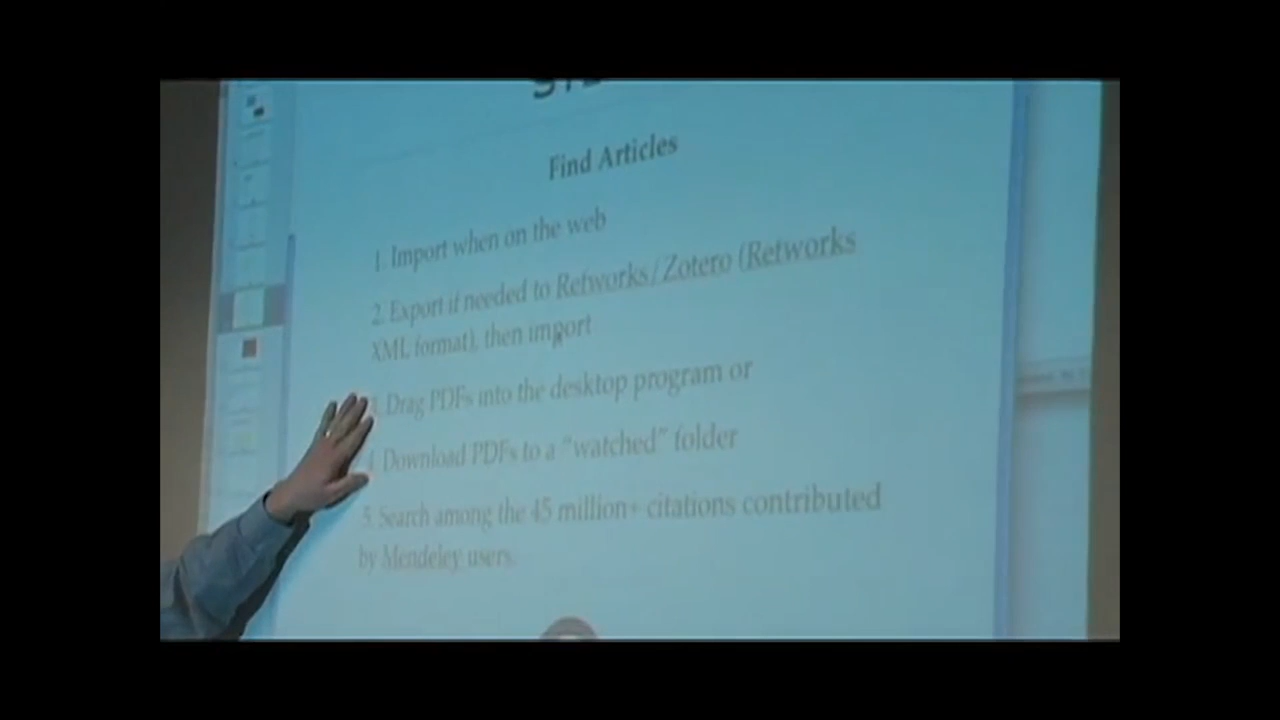 Find Articles
1. Import when on the web
2. Export if needed to Refworks / Zotero (Refworks
XML format), then import
Drag PDFs into the desktop program or
Download PDFs to a “watched” folder
5. Search among the 45 million+ citations contributed
by Mendeley users.